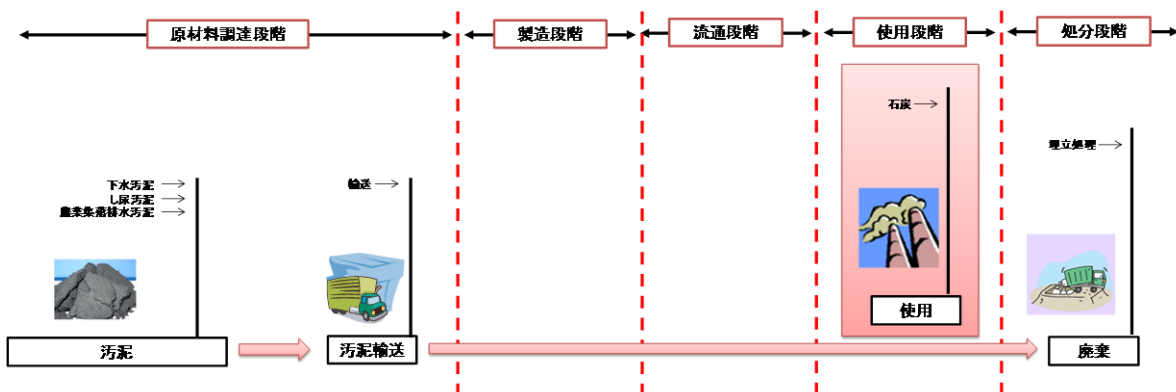 原材料調達段階
製造段階
流通段階
使用段階
処分段階
石炭
埋立処理
下水汚泥
し尿汚泥
農業集落排水汚泥
輸送
使用
汚泥
汚泥輸送
廃棄